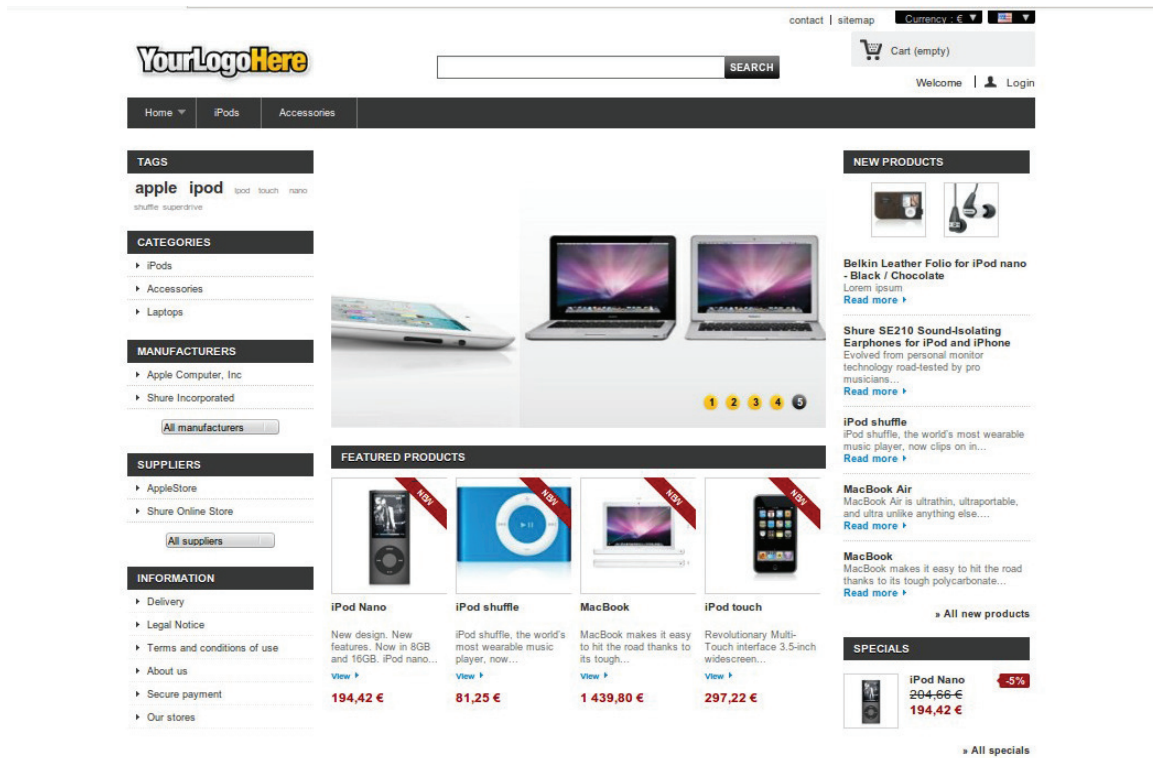 contact | sitemap
Currency : €
YourLogoHere
SEARCH
Cart (empty)
Welcome | Login
Home
iPods
Accessories
TAGS
apple ipod ipod touch nano
shuffle superdrive
CATEGORIES
iPods
Accessories
Laptops
MANUFACTURERS
Apple Computer, Inc
Shure Incorporated
All manufacturers
SUPPLIERS
AppleStore
Shure Online Store
All suppliers
INFORMATION
Delivery
Legal Notice
Terms and conditions of use
About us
Secure payment
Our stores
1 2 3 4 5
FEATURED PRODUCTS
NEW
iPod Nano
New design. New
features. Now in 8GB
and 16GB. iPod nano...
View
194,42 €
NEW
iPod shuffle
iPod shuffle, the world's
most wearable music
player, now...
View
81,25 €
NEW
MacBook
MacBook makes it easy
to hit the road thanks to
its tough...
View
1 439,80 €
NEW
iPod touch
Revolutionary Multi-
Touch interface 3.5-inch
widescreen...
View
297,22 €
NEW PRODUCTS
Belkin Leather Folio for iPod nano
- Black / Chocolate
Lorem ipsum
Read more
Shure SE210 Sound-Isolating
Earphones for iPod and iPhone
Evolved from personal monitor
technology road-tested by pro
musicians...
Read more
iPod shuffle
iPod shuffle, the world's most wearable
music player, now clips on in...
Read more
MacBook Air
MacBook Air is ultrathin, ultraportable,
and ultra unlike anything else....
Read more
MacBook
MacBook makes it easy to hit the road
thanks to its tough polycarbonate...
Read more
» All new products
SPECIALS
iPod Nano
-5%
204,66 €
194,42 €
» All specials